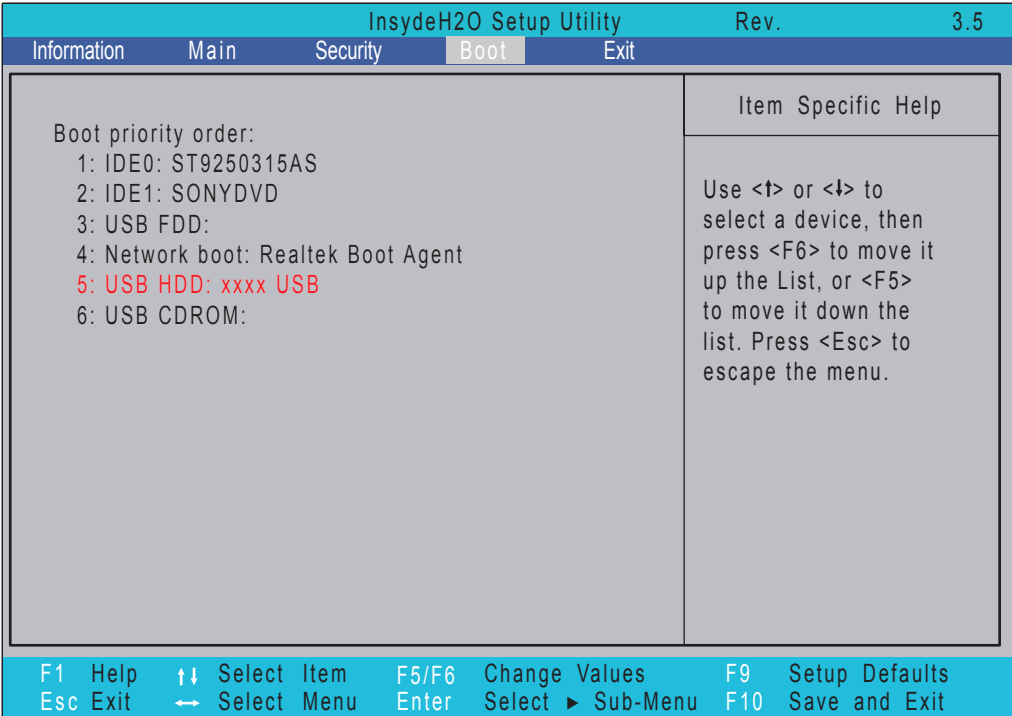 InsydeH2O Setup Utility Rev. 3.5
Information Main Security Boot Exit
Boot priority order:
1: IDE0: ST9250315AS
2: IDE1: SONYDVD
3: USB FDD:
4: Network boot: Realtek Boot Agent
5: USB HDD: xxxx USB
6: USB CDROM:
Item Specific Help
Use <↑> or <↓> to
select a device, then
press <F6> to move it
up the List, or <F5>
to move it down the
list. Press <Esc> to
escape the menu.
F1 Help ↑↓ Select Item F5/F6 Change Values F9 Setup Defaults
Esc Exit ↔ Select Menu Enter Select ► Sub-Menu F10 Save and Exit